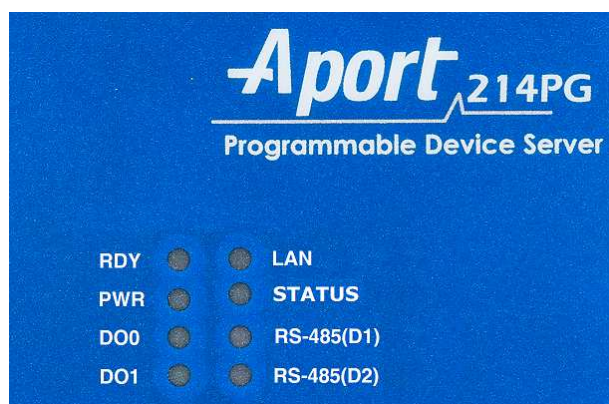 Aport 214PG
Programmable Device Server
RDY LAN
PWR STATUS
DO0 RS-485(D1)
DO1 RS-485(D2)